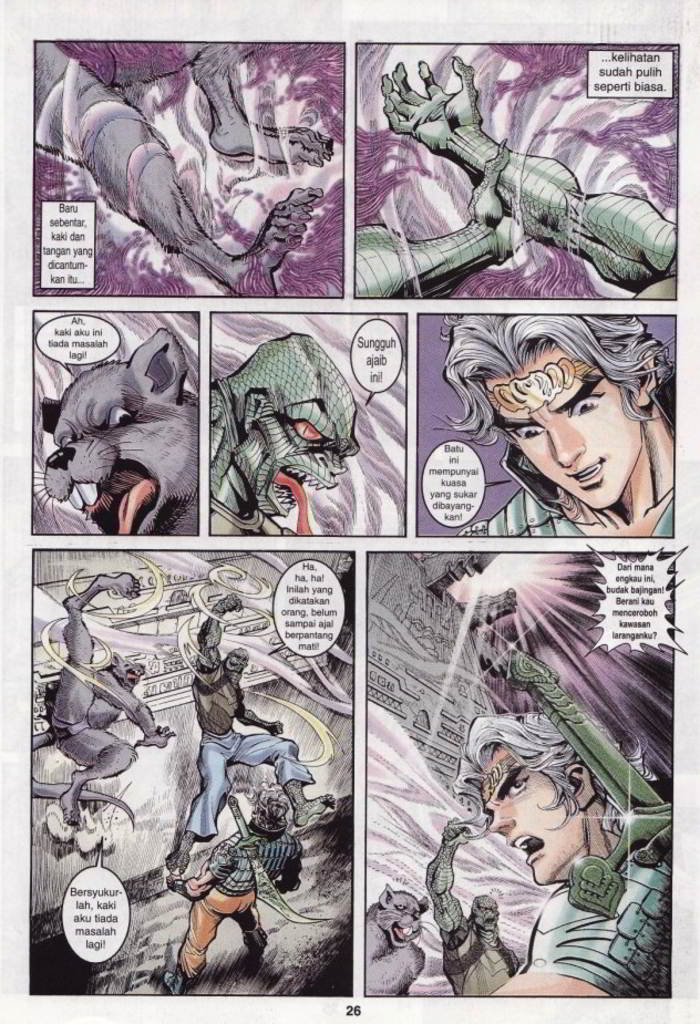 Baru
sebentar,
kaki dan
tangan yang
dicantum-
kan itu...
...kelihatan
sudah pulih
seperti biasa.
Ah,
kaki aku ini
tiada masalah
lagi!
Sungguh
ajaib
ini!
Batu
ini
mempunyai
kuasa
yang sukar
dibayang-
kan!
Ha,
ha, ha!
Inilah yang
dikatakan
orang, belum
sampai ajal
berpantang
mati!
Bersyukur-
lah, kaki
aku tiada
masalah
lagi!
Dari mana
engkau ini,
budak bajingan!
Berani kau
menceroboh
kawasan
laranganku?
26